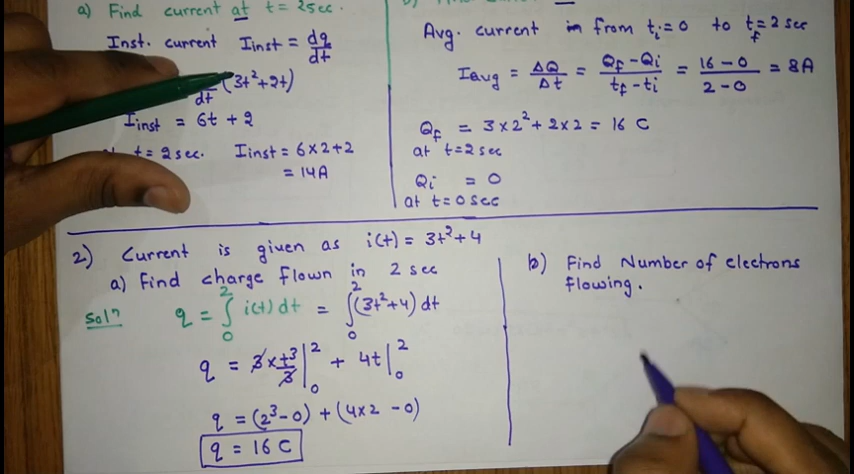 a) Find current at t = 2sec.
Inst. current Iinst = dq/dt
d/dt (3t²+2t)
Iinst = 6t + 2
t = 2 sec. Iinst = 6×2+2
= 14A
Avg. current in from ti=0 to tf=2 sec
Iavg = ΔQ/Δt = (Qf-Qi)/(tf-ti) = (16-0)/(2-0) = 8A
Qf = 3×2²+2×2 = 16 C
at t=2 sec
Qi = 0
at t=0 sec
2) Current is given as i(t) = 3t²+4
a) Find charge flown in 2 sec
Solⁿ q = ∫₀² i(t) dt = ∫₀² (3t²+4) dt
q = 3×t³/3 |₀² + 4t |₀²
q = (2³-0) + (4×2 -0)
q = 16 C
b) Find Number of electrons
flowing.